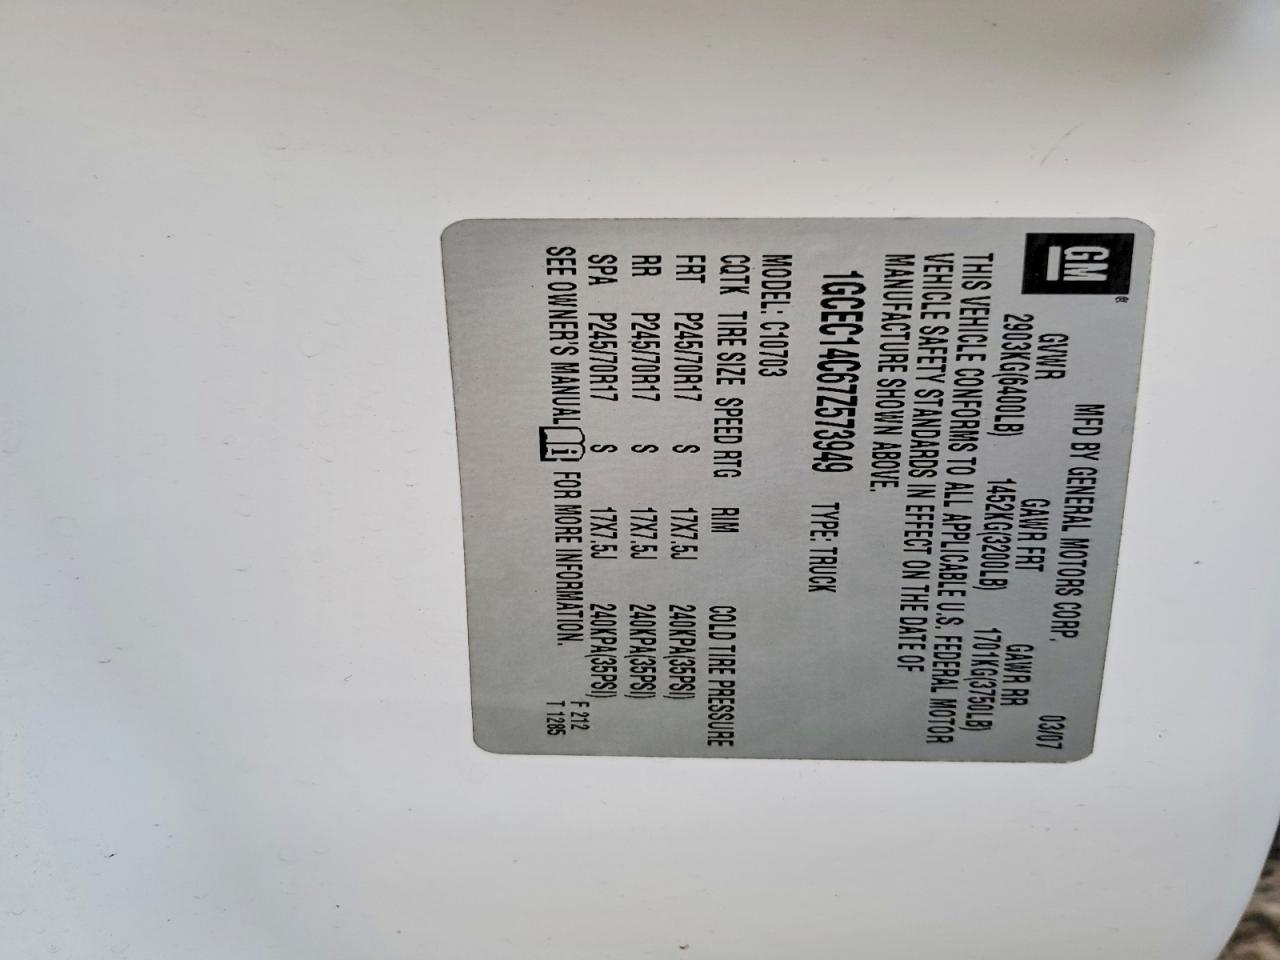 GM®
MFD BY GENERAL MOTORS CORP. 03/07
GVWR GAWR FRT GAWR RR
2903KG(6400LB) 1452KG(3200LB) 1701KG(3750LB)
THIS VEHICLE CONFORMS TO ALL APPLICABLE U.S. FEDERAL MOTOR
VEHICLE SAFETY STANDARDS IN EFFECT ON THE DATE OF
MANUFACTURE SHOWN ABOVE.
1GCEC14C67Z573949 TYPE: TRUCK
MODEL: C10703
CQTK TIRE SIZE SPEED RTG RIM COLD TIRE PRESSURE
FRT P245/70R17 S 17X7.5J 240KPA(35PSI)
RR P245/70R17 S 17X7.5J 240KPA(35PSI)
SPA P245/70R17 S 17X7.5J 240KPA(35PSI)
SEE OWNER'S MANUAL i FOR MORE INFORMATION.
F 212
T 1285